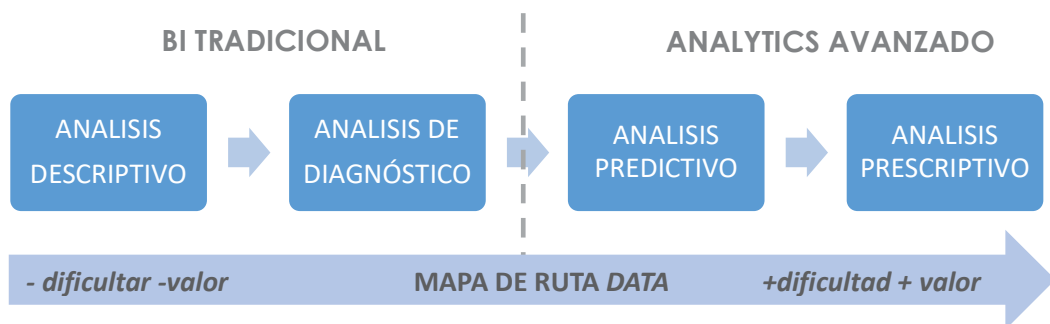 BI TRADICIONAL
ANALYTICS AVANZADO
ANALISIS
DESCRIPTIVO
ANALISIS DE
DIAGNÓSTICO
ANALISIS
PREDICTIVO
ANALISIS
PRESCRIPTIVO
- dificultar -valor
MAPA DE RUTA DATA
+dificultad + valor